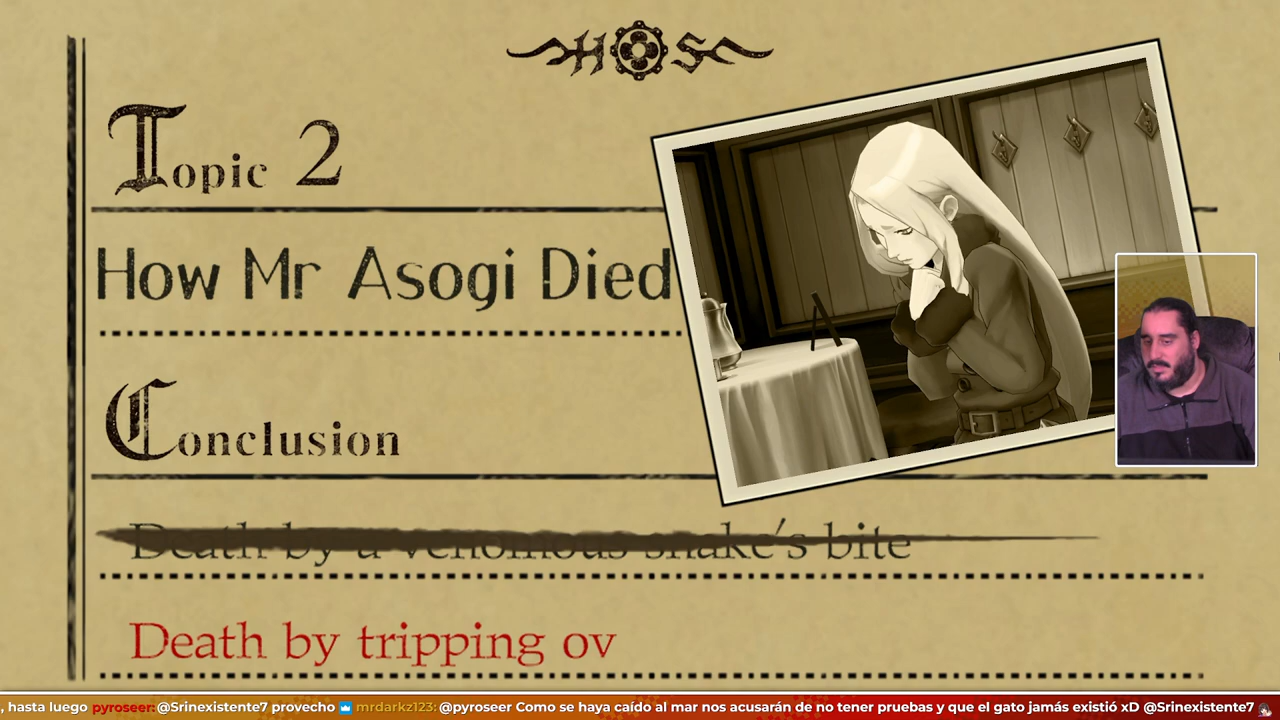 H S
Topic 2
How Mr Asogi Died
Conclusion
Death by a venomous snake's bite
Death by tripping ov
, hasta luego pyroseer: @Srinexistente7 provecho mrdarkz123: @pyroseer Como se haya caído al mar nos acusarán de no tener pruebas y que el gato jamás existió xD @Srinexistente7